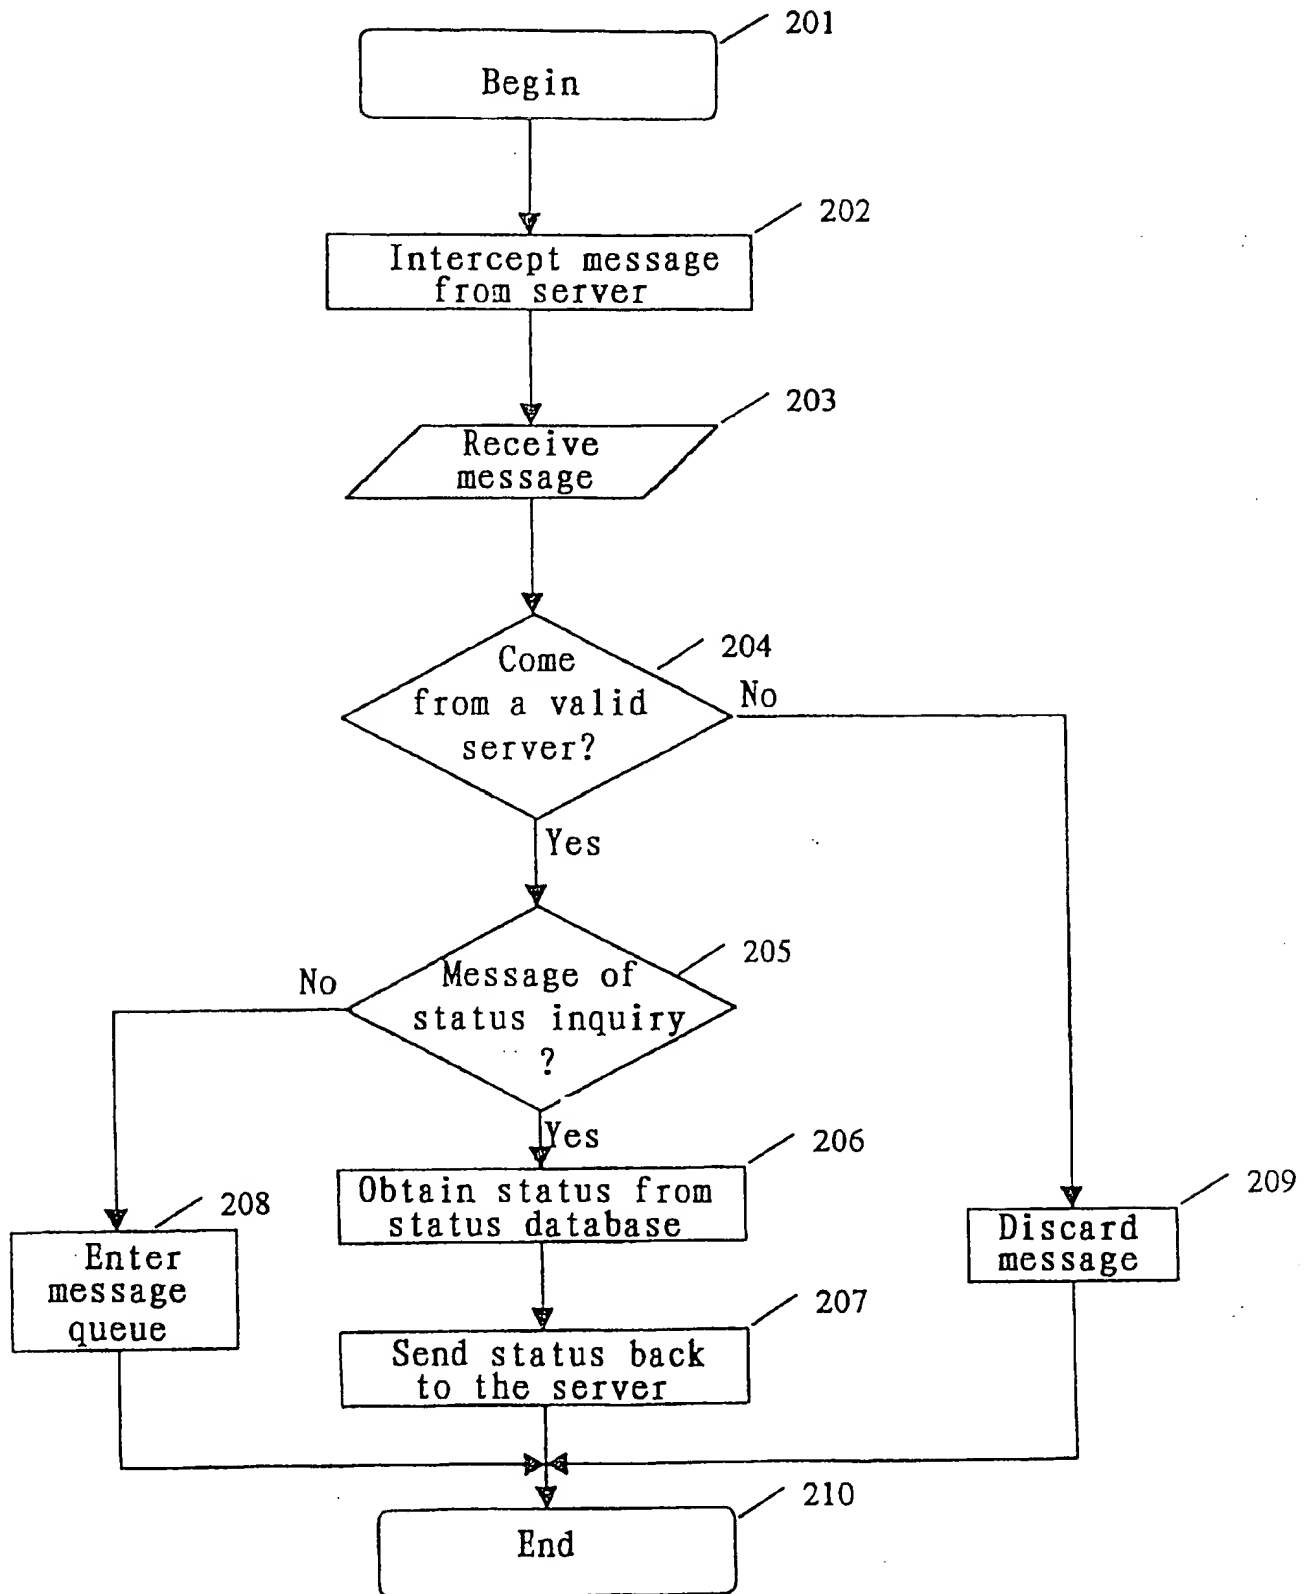 201
Begin
202
Intercept message
from server
203
Receive
message
204
Come
from a valid
server?
No
Yes
205
No
Message of
status inquiry
?
Yes
206
Obtain status from
status database
208
Enter
message
queue
209
Discard
message
207
Send status back
to the server
210
End